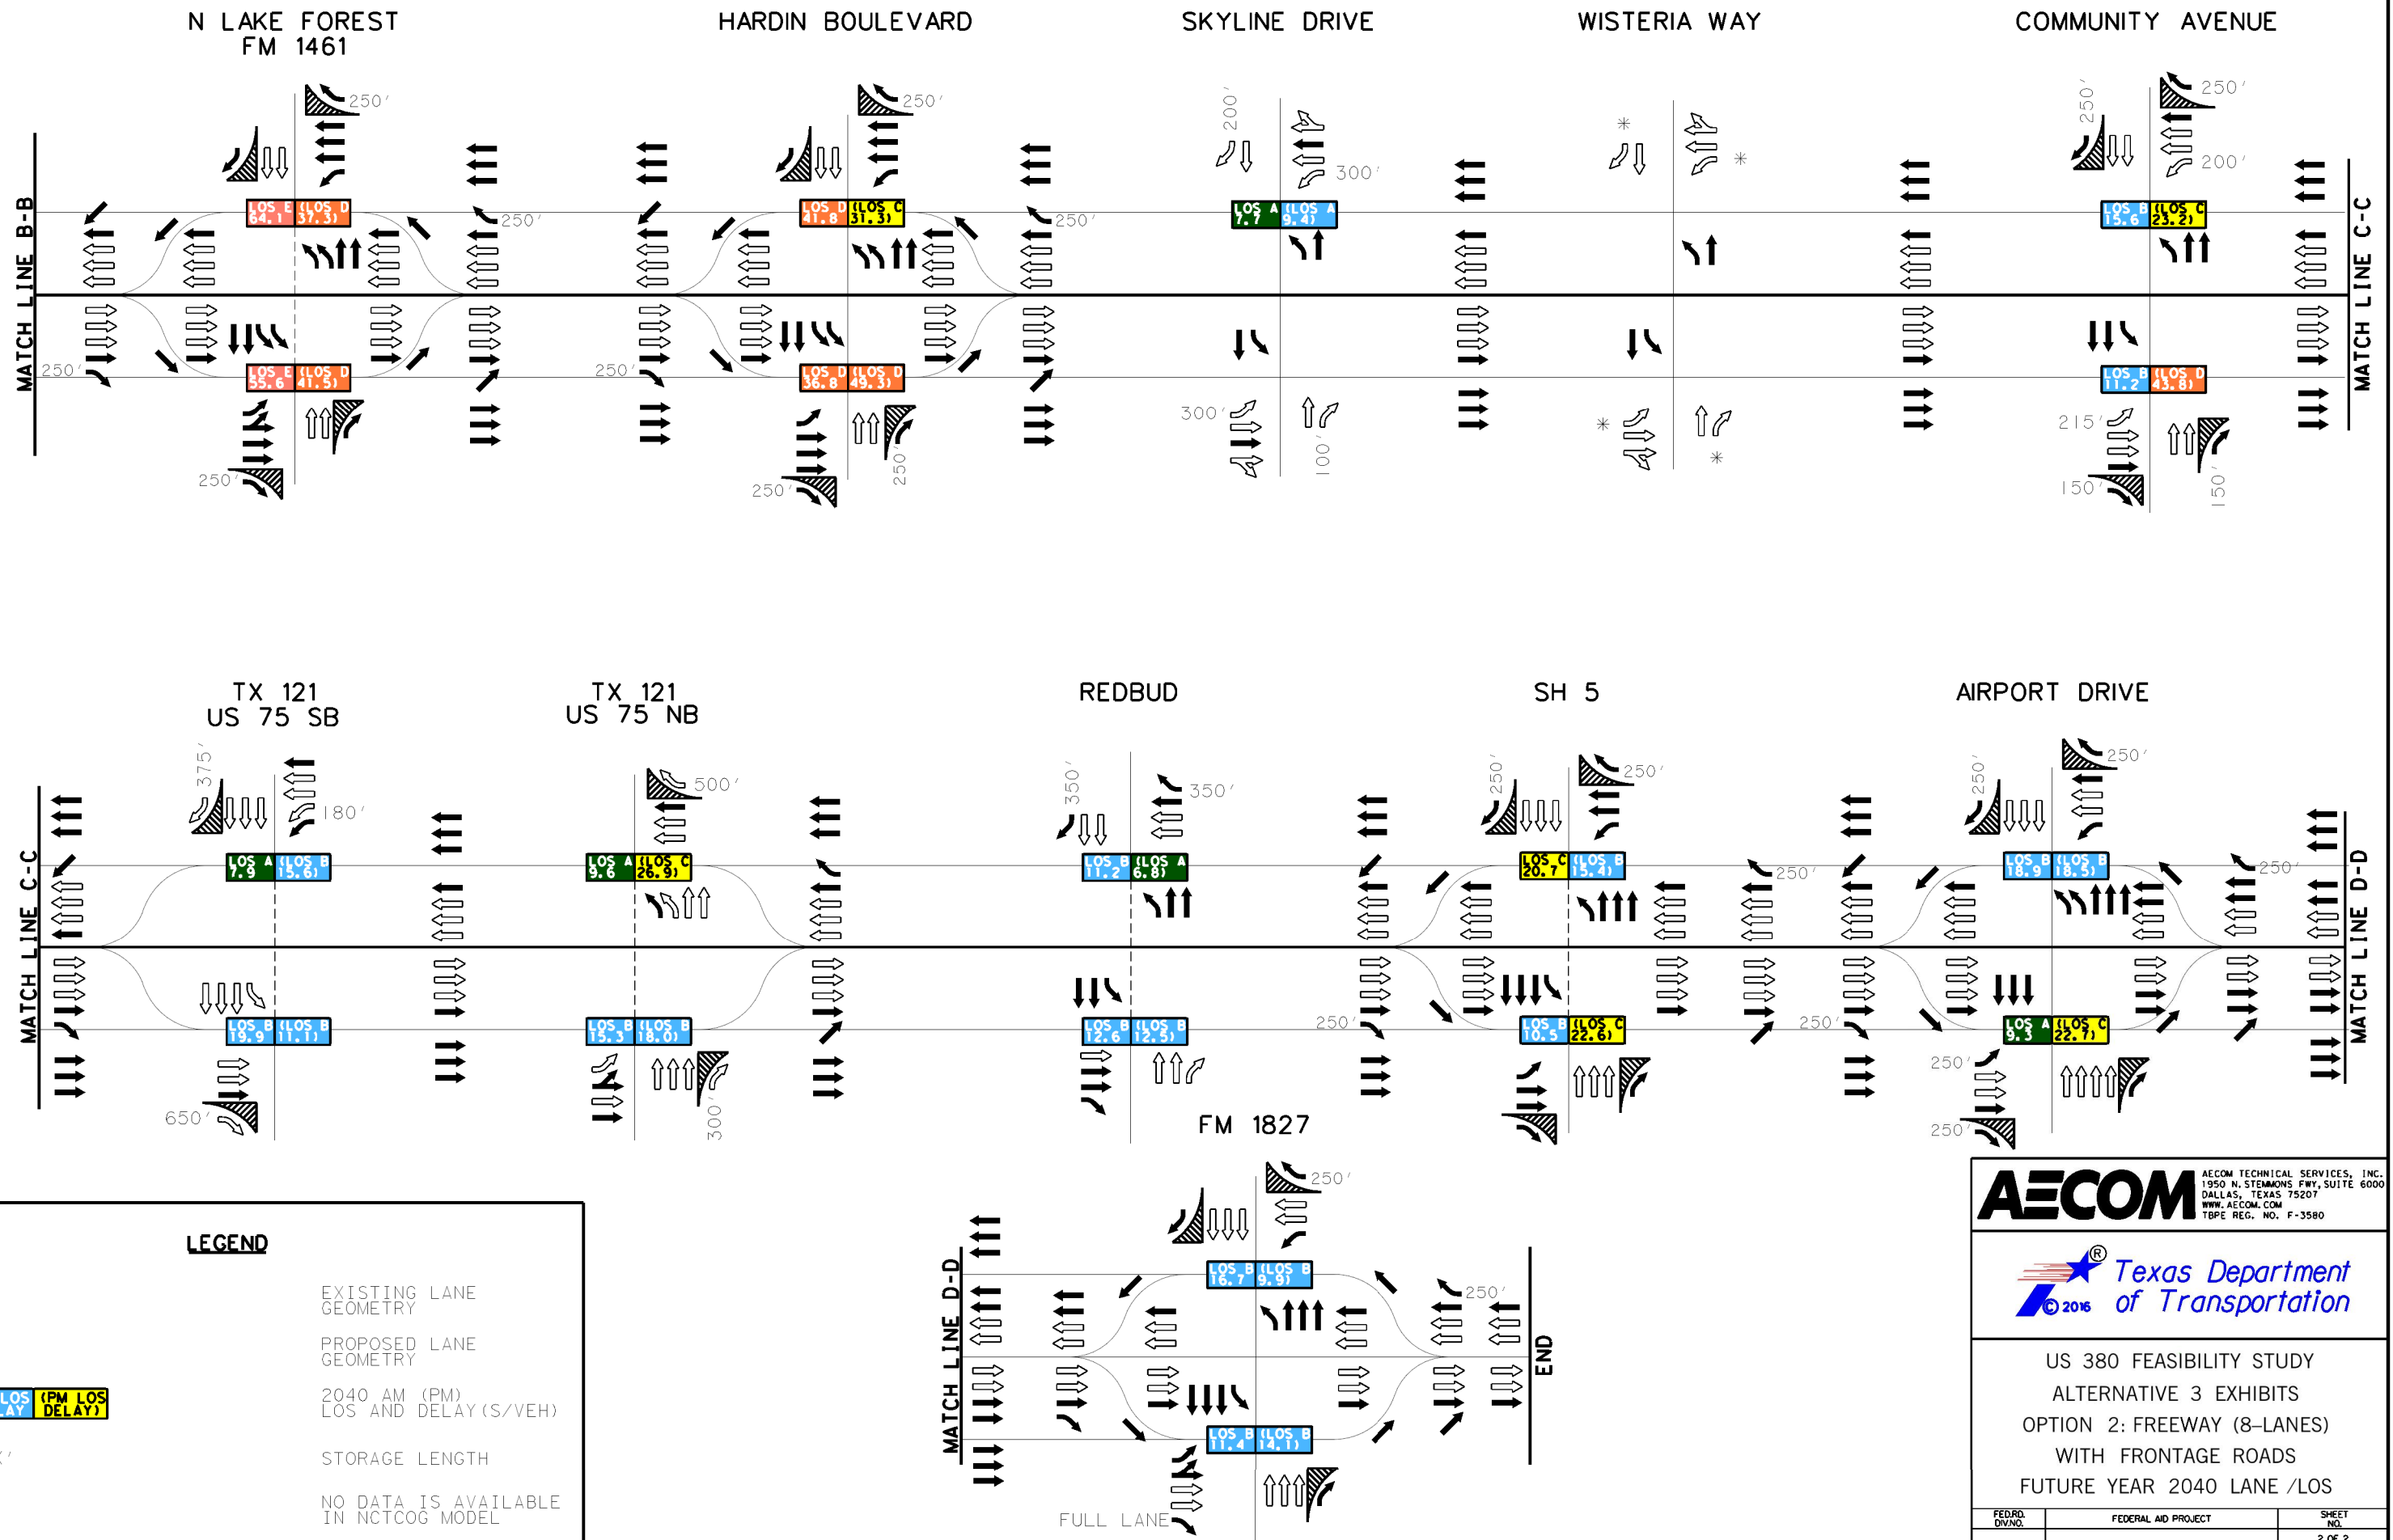 N LAKE FOREST
FM 1461
HARDIN BOULEVARD
SKYLINE DRIVE
WISTERIA WAY
COMMUNITY AVENUE
250'
250'
200'
300'
*
*
250'
250'
200'
MATCH LINE B-B
LOS E (LOS D
64.1 37.3)
250'
LOS D (LOS C
41.8 31.3)
250'
LOS A (LOS A
7.7 9.4)
LOS B (LOS C
15.6 23.2)
MATCH LINE C-C
250'
LOS E (LOS D
55.6 41.5)
250'
LOS D (LOS D
36.8 49.3)
LOS B (LOS D
11.2 43.8)
250'
250'
250'
300'
100'
*
*
215'
150'
150'
TX 121
US 75 SB
TX 121
US 75 NB
REDBUD
SH 5
AIRPORT DRIVE
375'
180'
500'
350'
350'
250'
250'
250'
250'
MATCH LINE C-C
LOS A (LOS B
7.9 15.6)
LOS A (LOS C
9.6 26.9)
LOS B (LOS A
11.2 6.8)
LOS C (LOS B
20.7 15.4)
250'
LOS B (LOS B
18.9 18.5)
250'
MATCH LINE D-D
LOS B (LOS B
19.9 11.1)
LOS B (LOS B
15.3 18.0)
LOS B (LOS B
12.6 12.5)
250'
LOS B (LOS C
10.5 22.6)
250'
LOS A (LOS C
9.3 22.7)
650'
300'
250'
250'
FM 1827
250'
MATCH LINE D-D
LOS B (LOS B
16.7 9.9)
250'
END
LOS B (LOS B
11.4 14.1)
FULL LANE
LEGEND
EXISTING LANE
GEOMETRY
PROPOSED LANE
GEOMETRY
LOS (PM LOS
AY DELAY)
2040 AM (PM)
LOS AND DELAY(S/VEH)
STORAGE LENGTH
NO DATA IS AVAILABLE
IN NCTCOG MODEL
AECOM
AECOM TECHNICAL SERVICES, INC.
1950 N. STEMMONS FWY, SUITE 6000
DALLAS, TEXAS 75207
WWW.AECOM.COM
TBPE REG. NO. F-3580
® Texas Department
© 2016 of Transportation
US 380 FEASIBILITY STUDY
ALTERNATIVE 3 EXHIBITS
OPTION 2: FREEWAY (8-LANES)
WITH FRONTAGE ROADS
FUTURE YEAR 2040 LANE /LOS
FED.RD.
DIV.NO.
FEDERAL AID PROJECT
SHEET
NO.
2 OF 2